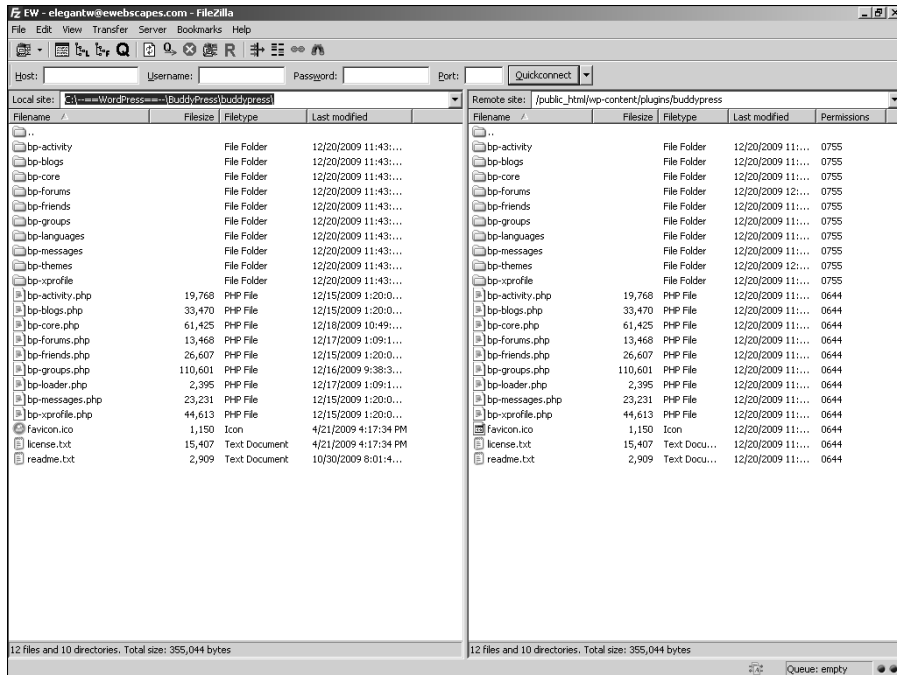 EW - elegantw@ewebscapes.com - FileZilla
File Edit View Transfer Server Bookmarks Help
Host: Username: Password: Port: Quickconnect
Local site: C:\--==WordPress==--\BuddyPress\buddypress\
Filename Filesize Filetype Last modified
..
bp-activity File Folder 12/20/2009 11:43:...
bp-blogs File Folder 12/20/2009 11:43:...
bp-core File Folder 12/20/2009 11:43:...
bp-forums File Folder 12/20/2009 11:43:...
bp-friends File Folder 12/20/2009 11:43:...
bp-groups File Folder 12/20/2009 11:43:...
bp-languages File Folder 12/20/2009 11:43:...
bp-messages File Folder 12/20/2009 11:43:...
bp-themes File Folder 12/20/2009 11:43:...
bp-xprofile File Folder 12/20/2009 11:43:...
bp-activity.php 19,768 PHP File 12/15/2009 1:20:0...
bp-blogs.php 33,470 PHP File 12/15/2009 1:20:0...
bp-core.php 61,425 PHP File 12/18/2009 10:49:...
bp-forums.php 13,468 PHP File 12/17/2009 1:09:1...
bp-friends.php 26,607 PHP File 12/15/2009 1:20:0...
bp-groups.php 110,601 PHP File 12/16/2009 9:38:3...
bp-loader.php 2,395 PHP File 12/17/2009 1:09:1...
bp-messages.php 23,231 PHP File 12/15/2009 1:20:0...
bp-xprofile.php 44,613 PHP File 12/15/2009 1:20:0...
favicon.ico 1,150 Icon 4/21/2009 4:17:34 PM
license.txt 15,407 Text Document 4/21/2009 4:17:34 PM
readme.txt 2,909 Text Document 10/30/2009 8:01:4...
12 files and 10 directories. Total size: 355,044 bytes
Remote site: /public_html/wp-content/plugins/buddypress
Filename Filesize Filetype Last modified Permissions
..
bp-activity File Folder 12/20/2009 11:... 0755
bp-blogs File Folder 12/20/2009 11:... 0755
bp-core File Folder 12/20/2009 11:... 0755
bp-forums File Folder 12/20/2009 12:... 0755
bp-friends File Folder 12/20/2009 11:... 0755
bp-groups File Folder 12/20/2009 11:... 0755
bp-languages File Folder 12/20/2009 11:... 0755
bp-messages File Folder 12/20/2009 11:... 0755
bp-themes File Folder 12/20/2009 12:... 0755
bp-xprofile File Folder 12/20/2009 11:... 0755
bp-activity.php 19,768 PHP File 12/20/2009 11:... 0644
bp-blogs.php 33,470 PHP File 12/20/2009 11:... 0644
bp-core.php 61,425 PHP File 12/20/2009 11:... 0644
bp-forums.php 13,468 PHP File 12/20/2009 11:... 0644
bp-friends.php 26,607 PHP File 12/20/2009 11:... 0644
bp-groups.php 110,601 PHP File 12/20/2009 11:... 0644
bp-loader.php 2,395 PHP File 12/20/2009 11:... 0644
bp-messages.php 23,231 PHP File 12/20/2009 11:... 0644
bp-xprofile.php 44,613 PHP File 12/20/2009 11:... 0644
favicon.ico 1,150 Icon 12/20/2009 11:... 0644
license.txt 15,407 Text Docu... 12/20/2009 11:... 0644
readme.txt 2,909 Text Docu... 12/20/2009 11:... 0644
12 files and 10 directories. Total size: 355,044 bytes
Queue: empty